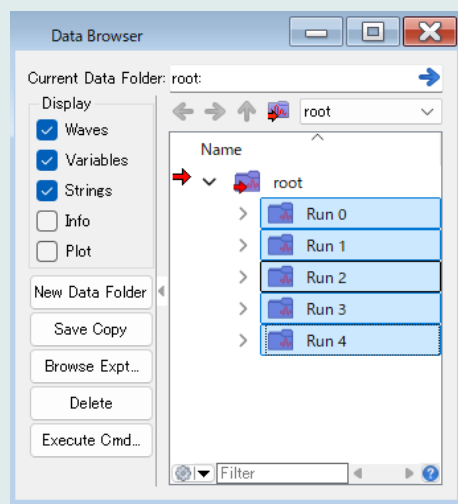 Data Browser
Current Data Folder: root:
Display
Waves
Variables
Strings
Info
Plot
New Data Folder
Save Copy
Browse Expt...
Delete
Execute Cmd...
root
Name
root
Run 0
Run 1
Run 2
Run 3
Run 4
Filter